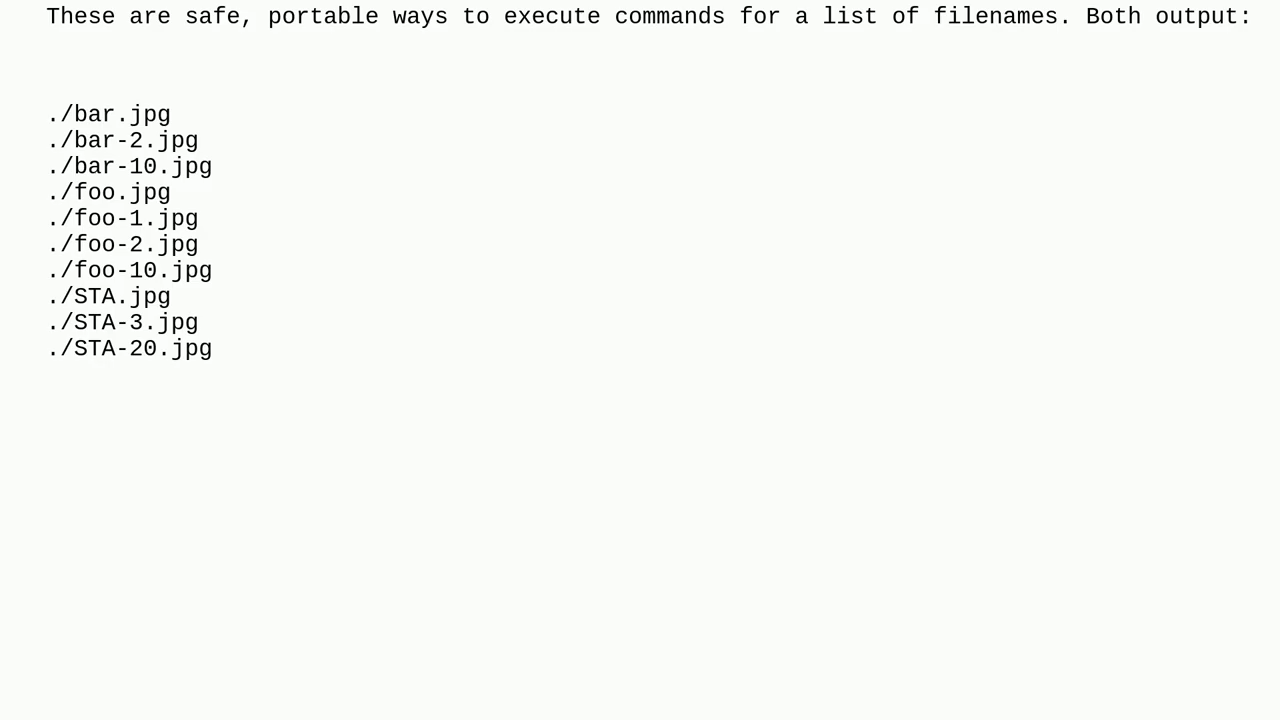 These are safe, portable ways to execute commands for a list of filenames. Both output:
./bar.jpg
./bar-2.jpg
./bar-10.jpg
./foo.jpg
./foo-1.jpg
./foo-2.jpg
./foo-10.jpg
./STA.jpg
./STA-3.jpg
./STA-20.jpg